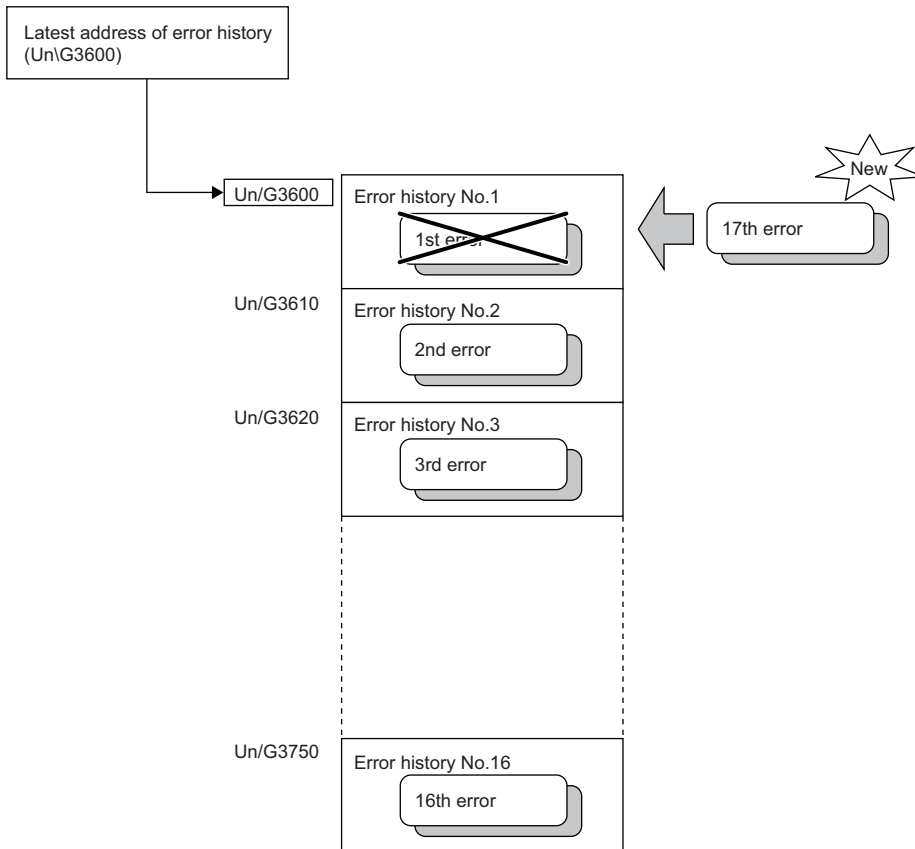 Latest address of error history
(Un\G3600)
New
Un/G3600
Error history No.1
1st error
17th error
Un/G3610
Error history No.2
2nd error
Un/G3620
Error history No.3
3rd error
Un/G3750
Error history No.16
16th error